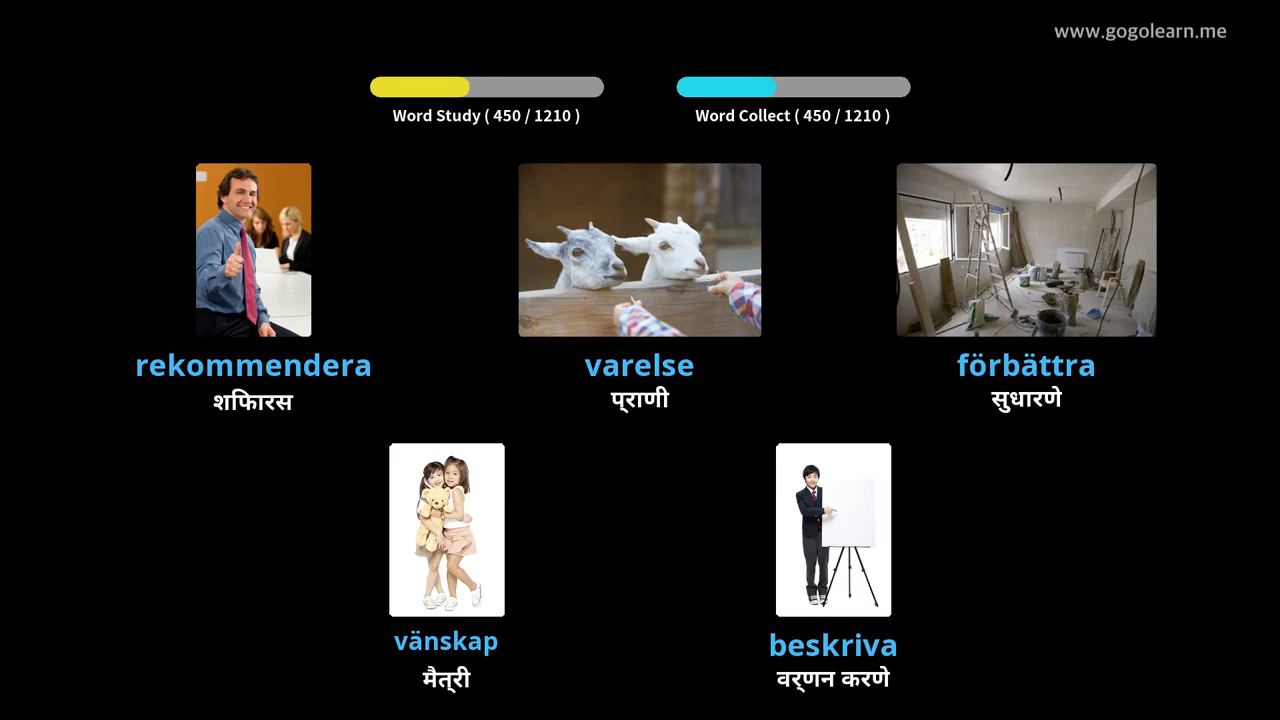 www.gogolearn.me
Word Study ( 450 / 1210 )
Word Collect ( 450 / 1210 )
rekommendera
शिफारस
varelse
प्राणी
förbättra
सुधारणे
vänskap
मैत्री
beskriva
वर्णन करणे